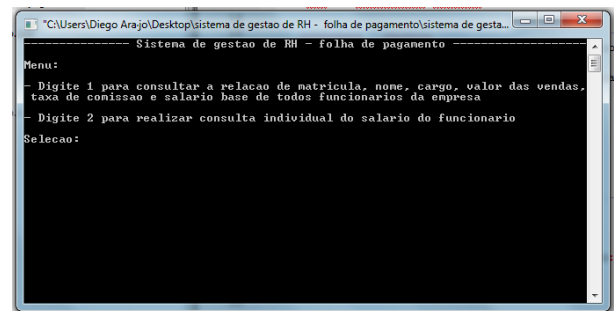 "C:\Users\Diego Ara-jo\Desktop\sistema de gestao de RH - folha de pagamento\sistema de gesta...
--------------- Sistema de gestao de RH - folha de pagamento ---------------
Menu:
- Digite 1 para consultar a relacao de matricula, nome, cargo, valor das vendas,
taxa de comissao e salario base de todos funcionarios da empresa
- Digite 2 para realizar consulta individual do salario do funcionario
Selecao: